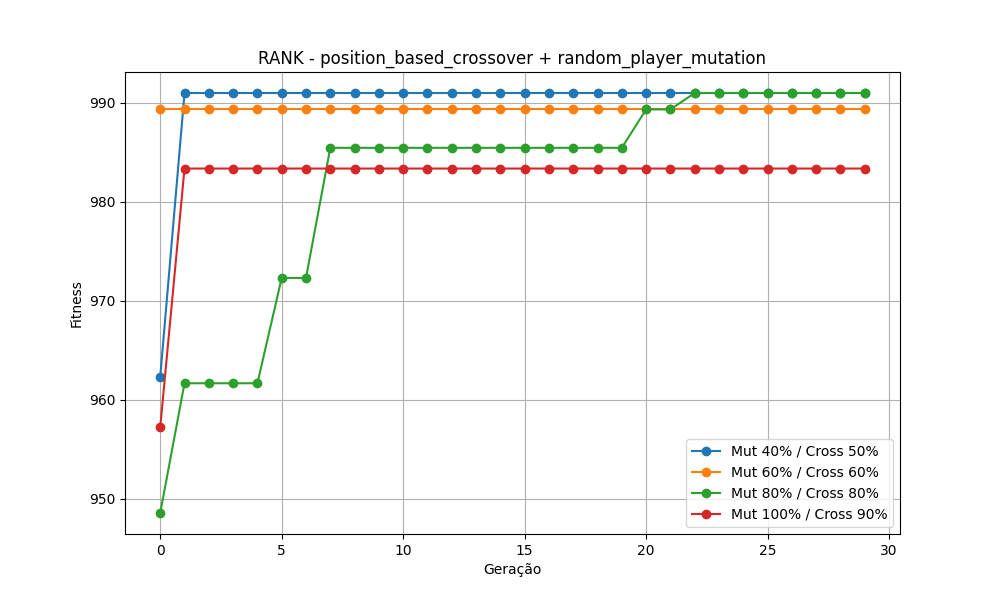 RANK - position_based_crossover + random_player_mutation
Fitness
990
980
970
960
950
0 5 10 15 20 25 30
Geração
Mut 40% / Cross 50%
Mut 60% / Cross 60%
Mut 80% / Cross 80%
Mut 100% / Cross 90%